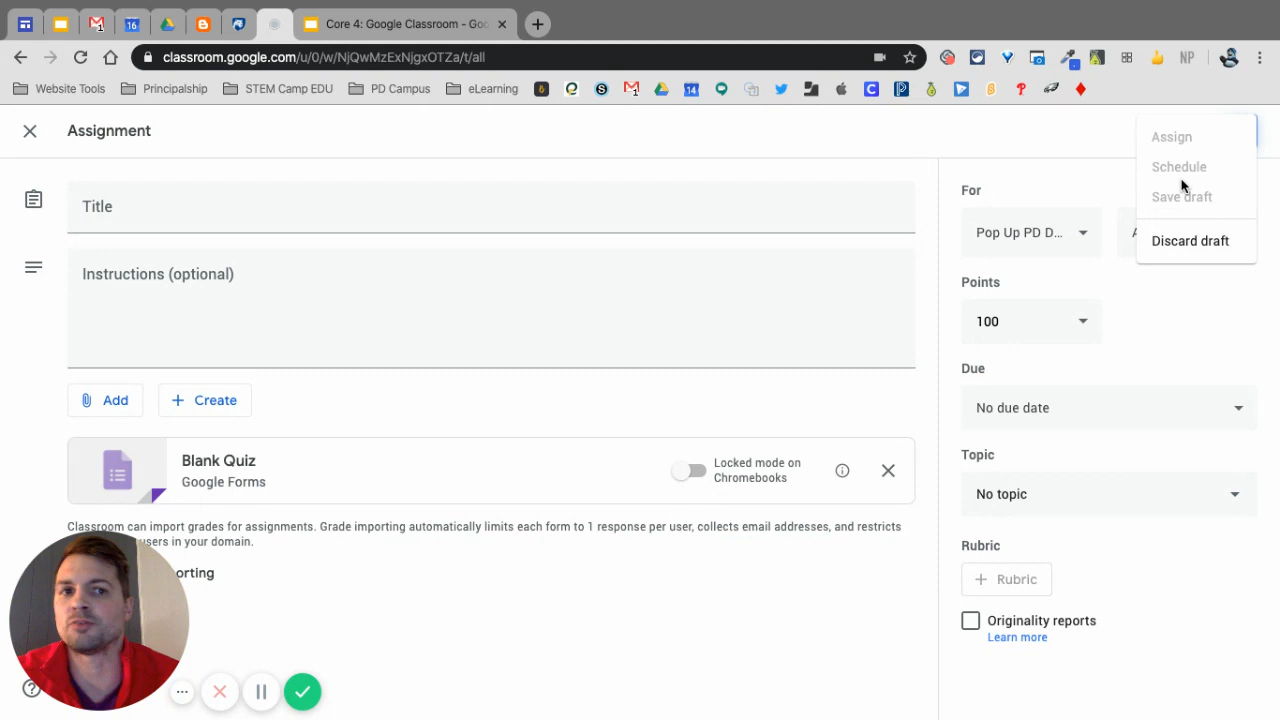 Core 4: Google Classroom - Goo
classroom.google.com/u/0/w/NjQwMzExNjgxOTZa/t/all
NP
Website Tools
Principalship
STEM Camp EDU
PD Campus
eLearning
Assignment
Assign
Schedule
Save draft
Discard draft
Title
Instructions (optional)
Add
Create
Blank Quiz
Google Forms
Locked mode on
Chromebooks
Classroom can import grades for assignments. Grade importing automatically limits each form to 1 response per user, collects email addresses, and restricts
users in your domain.
orting
For
Pop Up PD D...
Points
100
Due
No due date
Topic
No topic
Rubric
Rubric
Originality reports
Learn more